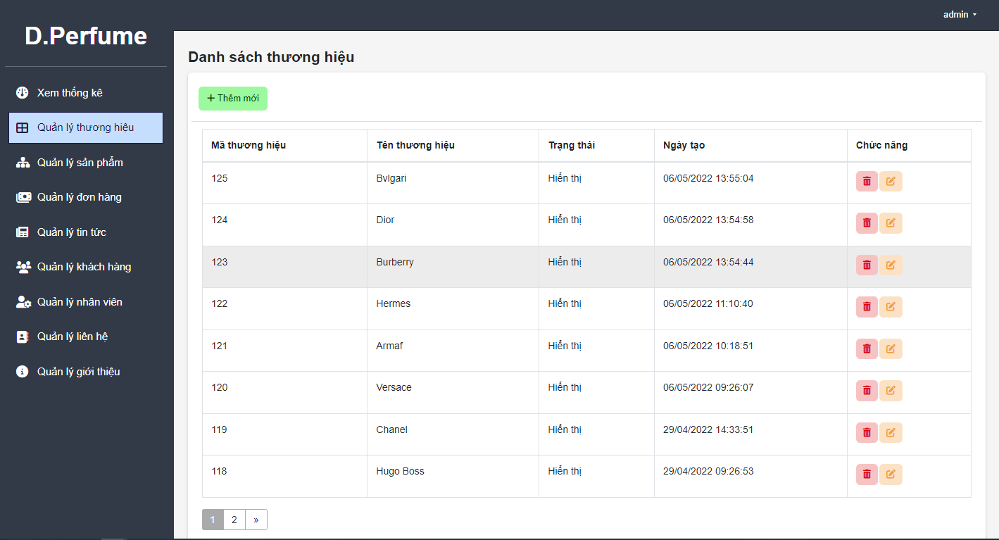 admin
D.Perfume
Xem thống kê
Quản lý thương hiệu
Quản lý sản phẩm
Quản lý đơn hàng
Quản lý tin tức
Quản lý khách hàng
Quản lý nhân viên
Quản lý liên hệ
Quản lý giới thiệu
Danh sách thương hiệu
+ Thêm mới
Mã thương hiệu Tên thương hiệu Trạng thái Ngày tạo Chức năng
125 Bvlgari Hiển thị 06/05/2022 13:55:04
124 Dior Hiển thị 06/05/2022 13:54:58
123 Burberry Hiển thị 06/05/2022 13:54:44
122 Hermes Hiển thị 06/05/2022 11:10:40
121 Armaf Hiển thị 06/05/2022 10:18:51
120 Versace Hiển thị 06/05/2022 09:26:07
119 Chanel Hiển thị 29/04/2022 14:33:51
118 Hugo Boss Hiển thị 29/04/2022 09:26:53
1 2 »